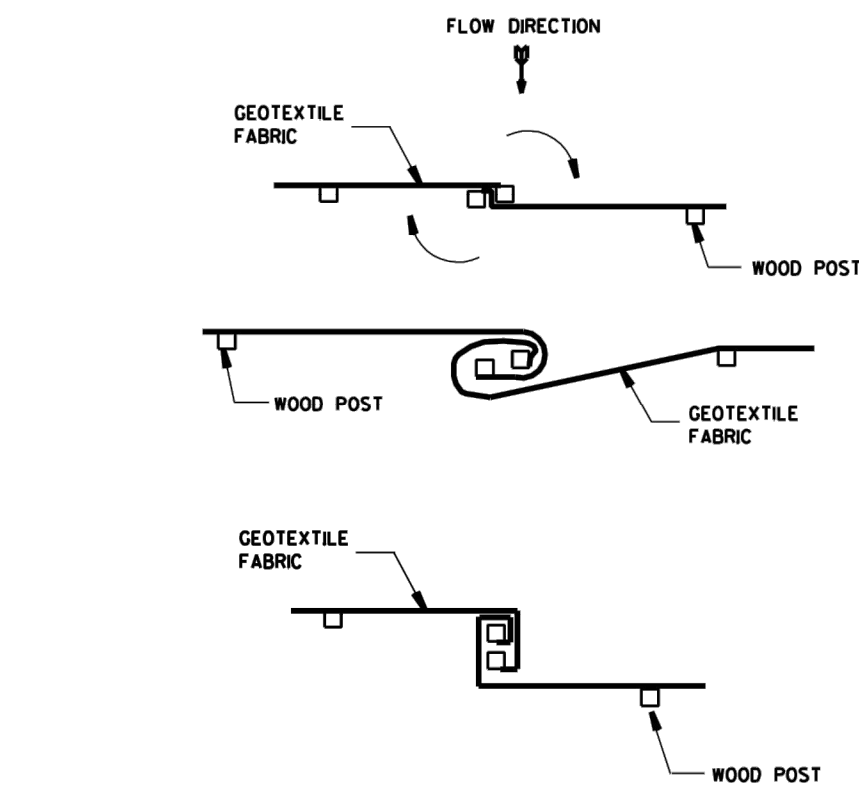 FLOW DIRECTION
GEOTEXTILE
FABRIC
WOOD POST
WOOD POST
GEOTEXTILE
FABRIC
GEOTEXTILE
FABRIC
WOOD POST